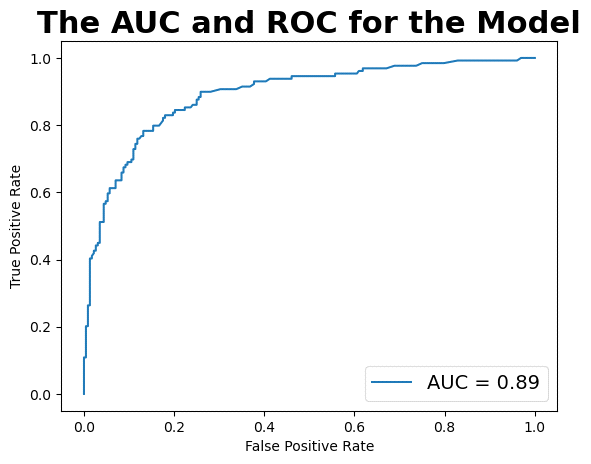 The AUC and ROC for the Model
1.0
0.8
0.6
0.4
0.2
0.0
True Positive Rate
AUC = 0.89
0.0 0.2 0.4 0.6 0.8 1.0
False Positive Rate